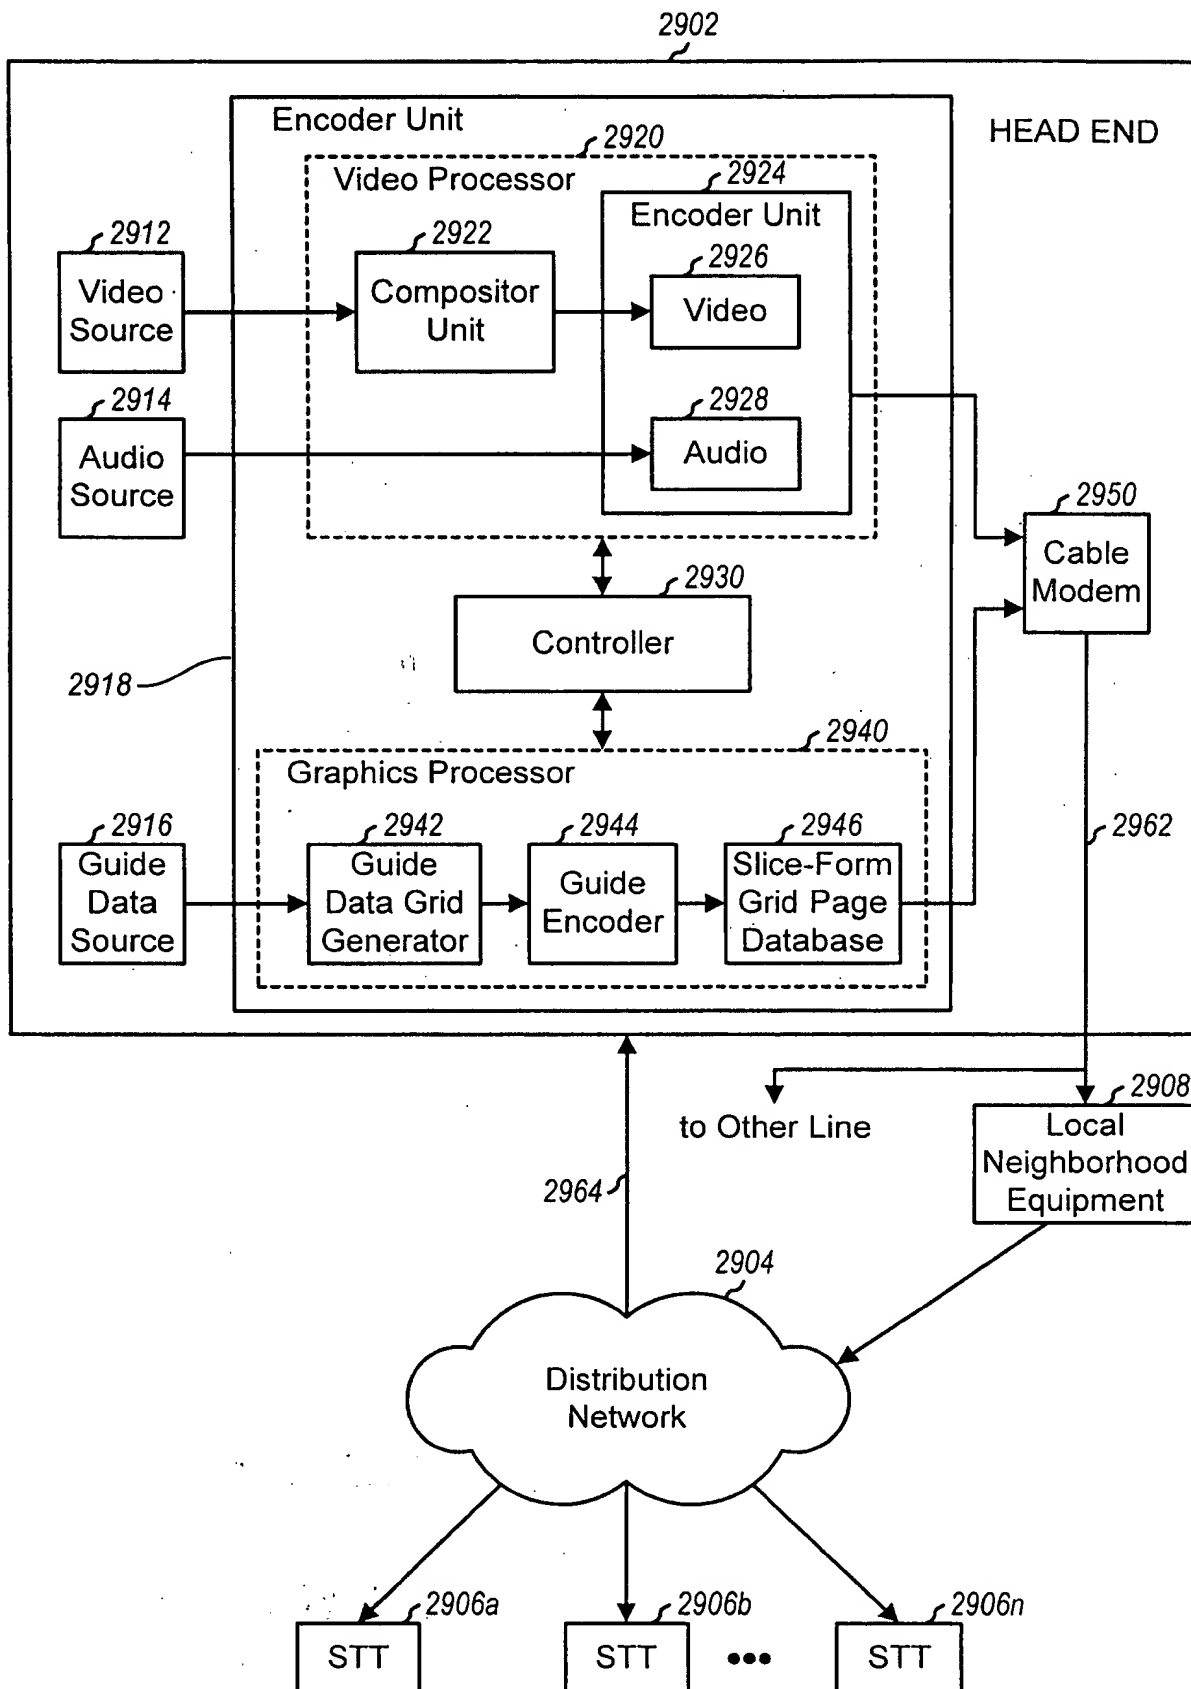 2902
HEAD END
Encoder Unit
2920
Video Processor
2924
Encoder Unit
2912
Video
Source
2922
Compositor
Unit
2926
Video
2914
Audio
Source
2928
Audio
2950
Cable
Modem
2930
Controller
2918
2940
Graphics Processor
2916
Guide
Data
Source
2942
Guide
Data Grid
Generator
2944
Guide
Encoder
2946
Slice-Form
Grid Page
Database
2962
to Other Line
2908
Local
Neighborhood
Equipment
2964
2904
Distribution
Network
2906a
STT
2906b
STT
•••
2906n
STT